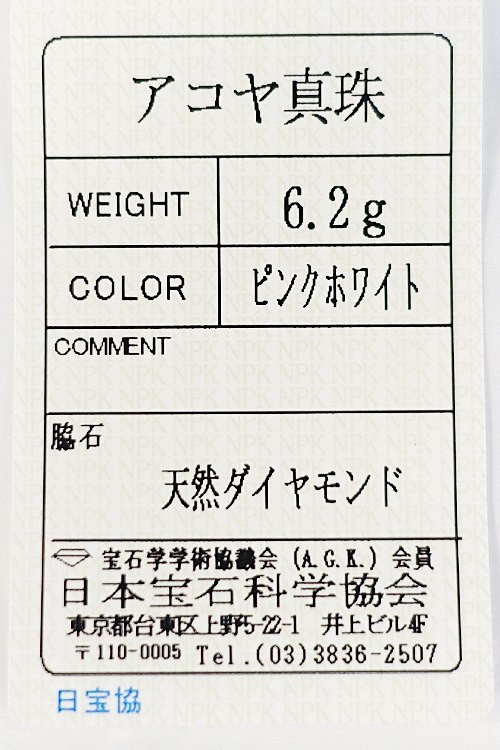 アコヤ真珠
WEIGHT 6.2g
COLOR ピンクホワイト
COMMENT
脇石
天然ダイヤモンド
宝石学学術協議会 (A.G.K.) 会員
日本宝石科学協会
東京都台東区上野5-22-1 井上ビル4F
〒110-0005 Tel.(03)3836-2507
日宝協